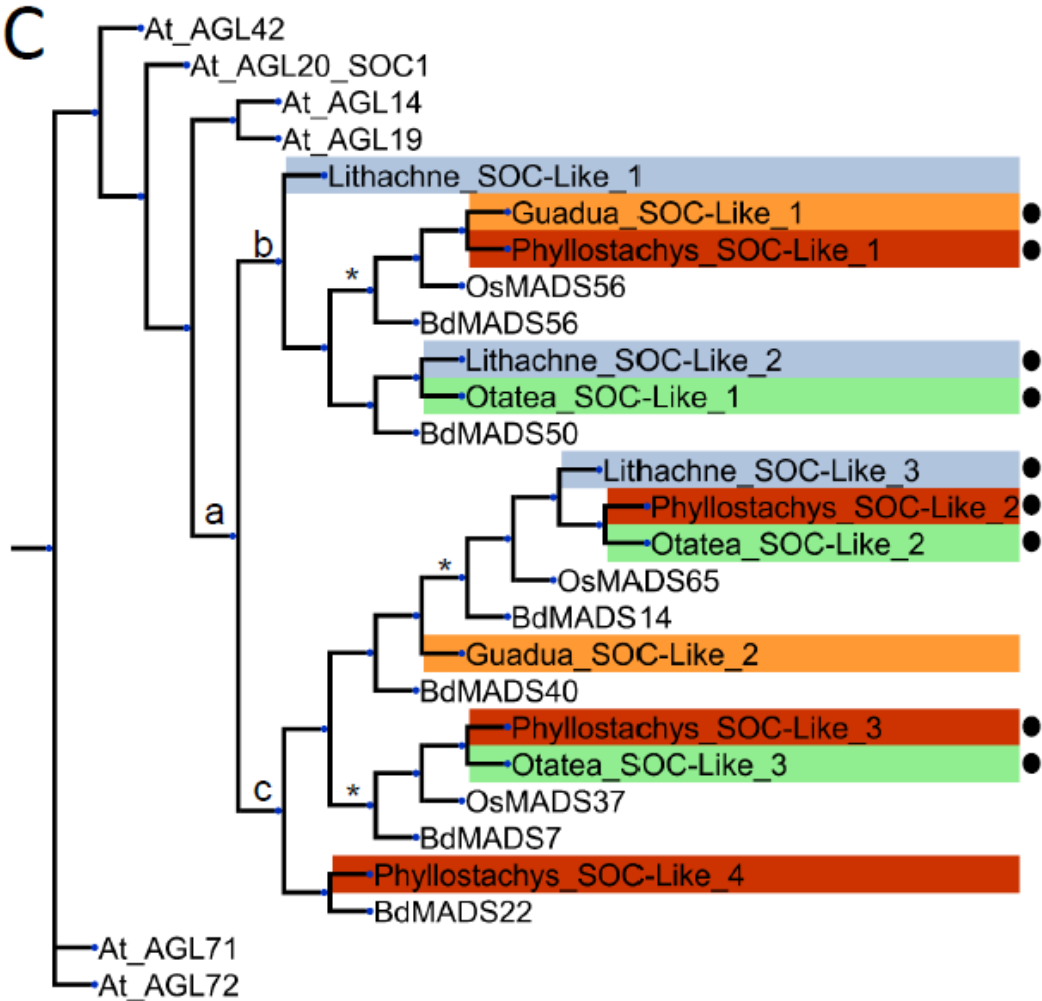 C
At_AGL42
At_AGL20_SOC1
At_AGL14
At_AGL19
Lithachne_SOC-Like_1
Guadua_SOC-Like_1
b
Phyllostachys_SOC-Like_1
*
OsMADS56
BdMADS56
Lithachne_SOC-Like_2
Otatea_SOC-Like_1
BdMADS50
Lithachne_SOC-Like_3
Phyllostachys_SOC-Like_2
a
Otatea_SOC-Like_2
*
OsMADS65
BdMADS14
Guadua_SOC-Like_2
BdMADS40
Phyllostachys_SOC-Like_3
Otatea_SOC-Like_3
c
*
OsMADS37
BdMADS7
Phyllostachys_SOC-Like_4
BdMADS22
At_AGL71
At_AGL72